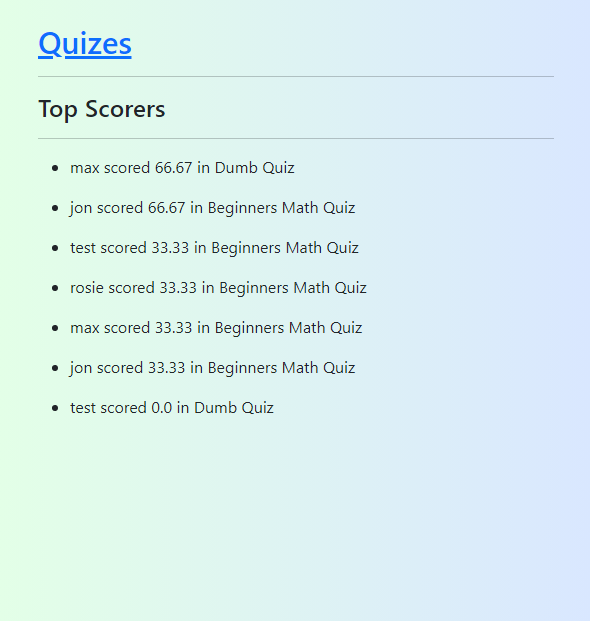 Quizes
Top Scorers
max scored 66.67 in Dumb Quiz
jon scored 66.67 in Beginners Math Quiz
test scored 33.33 in Beginners Math Quiz
rosie scored 33.33 in Beginners Math Quiz
max scored 33.33 in Beginners Math Quiz
jon scored 33.33 in Beginners Math Quiz
test scored 0.0 in Dumb Quiz